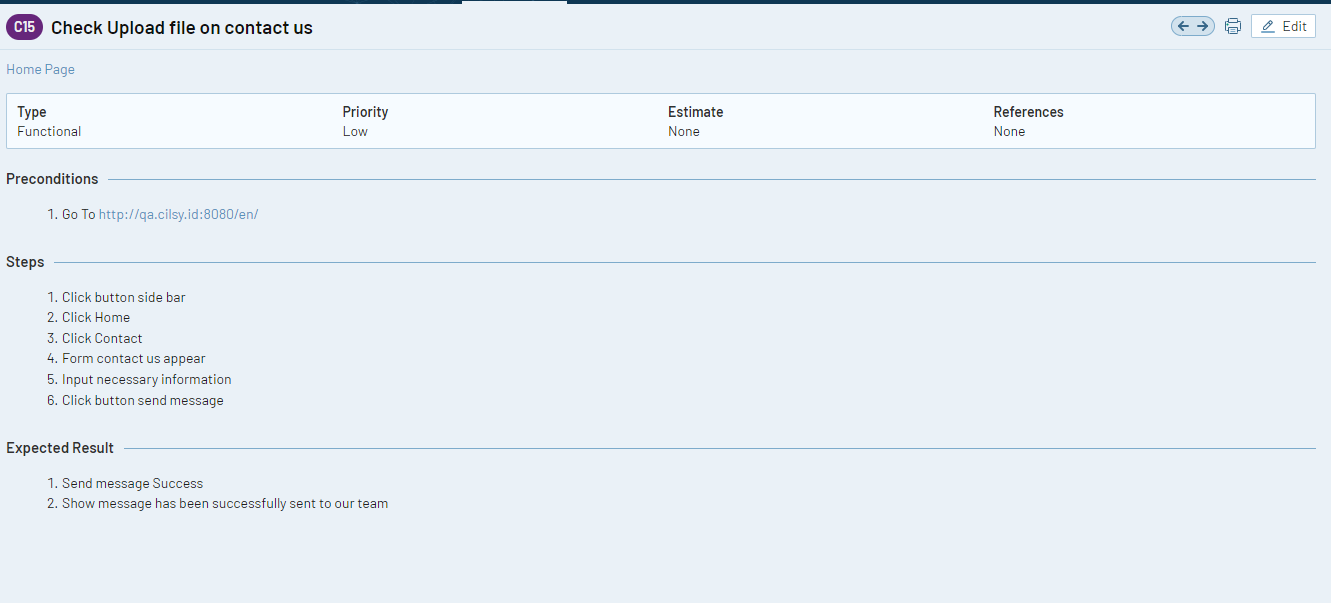 C15 Check Upload file on contact us Edit
Home Page
Type Priority Estimate References
Functional Low None None
Preconditions
1. Go To http://qa.cilsy.id:8080/en/
Steps
1. Click button side bar
2. Click Home
3. Click Contact
4. Form contact us appear
5. Input necessary information
6. Click button send message
Expected Result
1. Send message Success
2. Show message has been successfully sent to our team